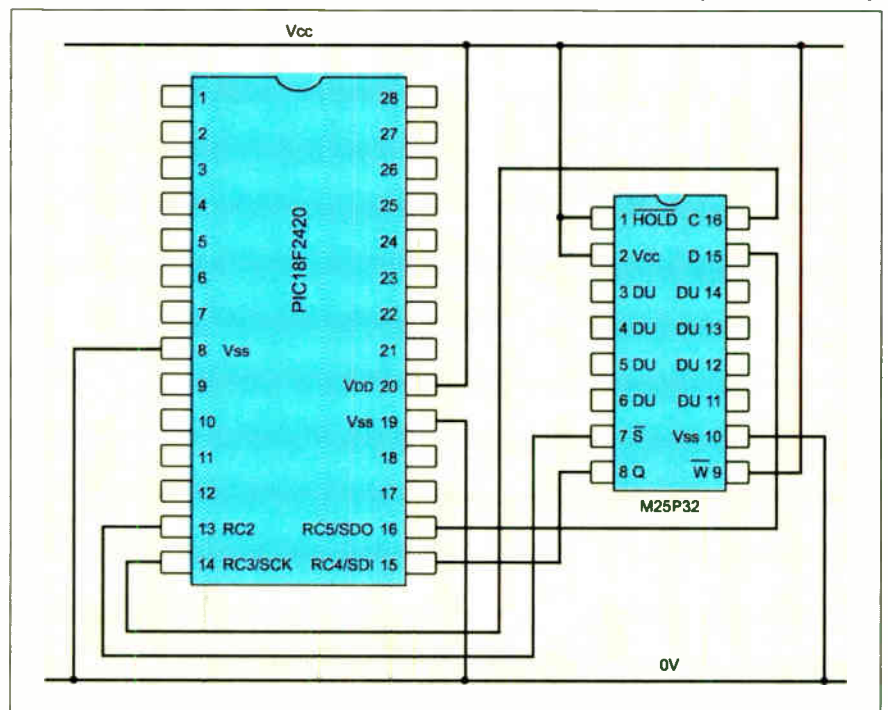 Vcc
1 28
2 27
3 26
4 25
5 24
6 23
7 22
8 Vss 21
9 VDD 20
10 Vss 19
11 18
12 17
13 RC2 RC5/SDO 16
14 RC3/SCK RC4/SDI 15
PIC18F2420
1 HOLD C 16
2 Vcc D 15
3 DU DU 14
4 DU DU 13
5 DU DU 12
6 DU DU 11
7 S Vss 10
8 Q W 9
M25P32
0V